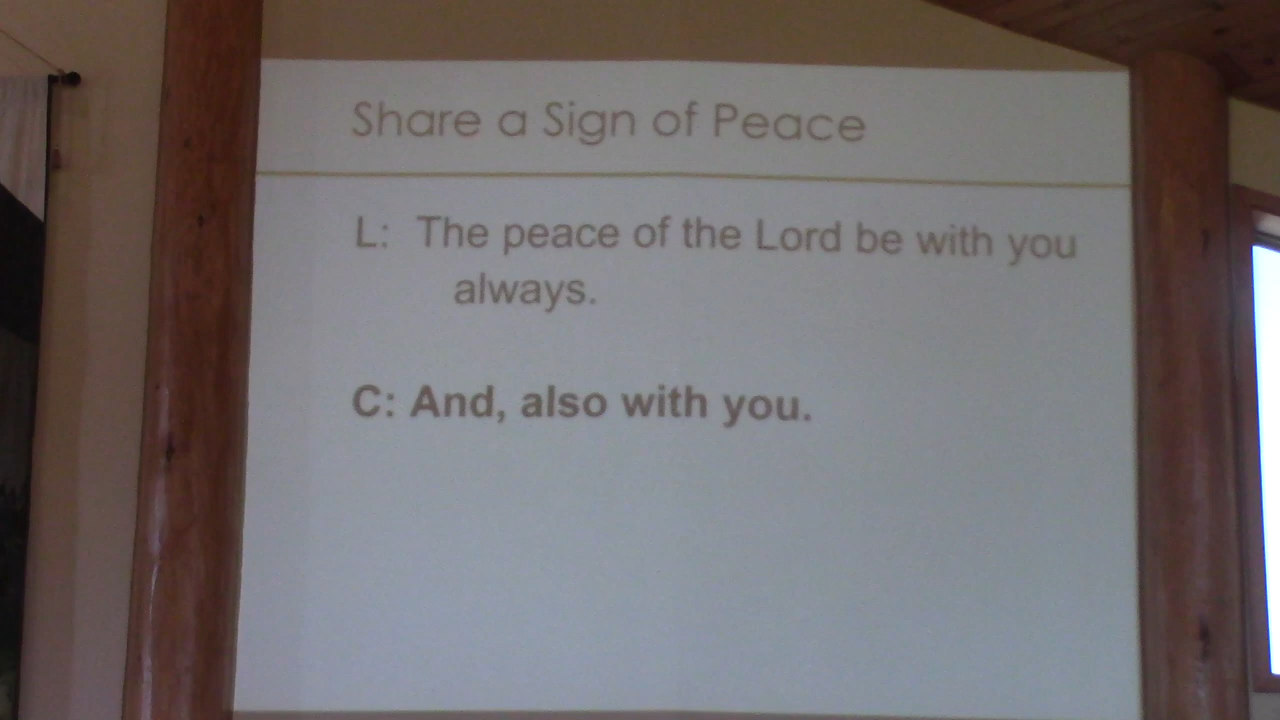 Share a Sign of Peace
L: The peace of the Lord be with you
always.
C: And, also with you.